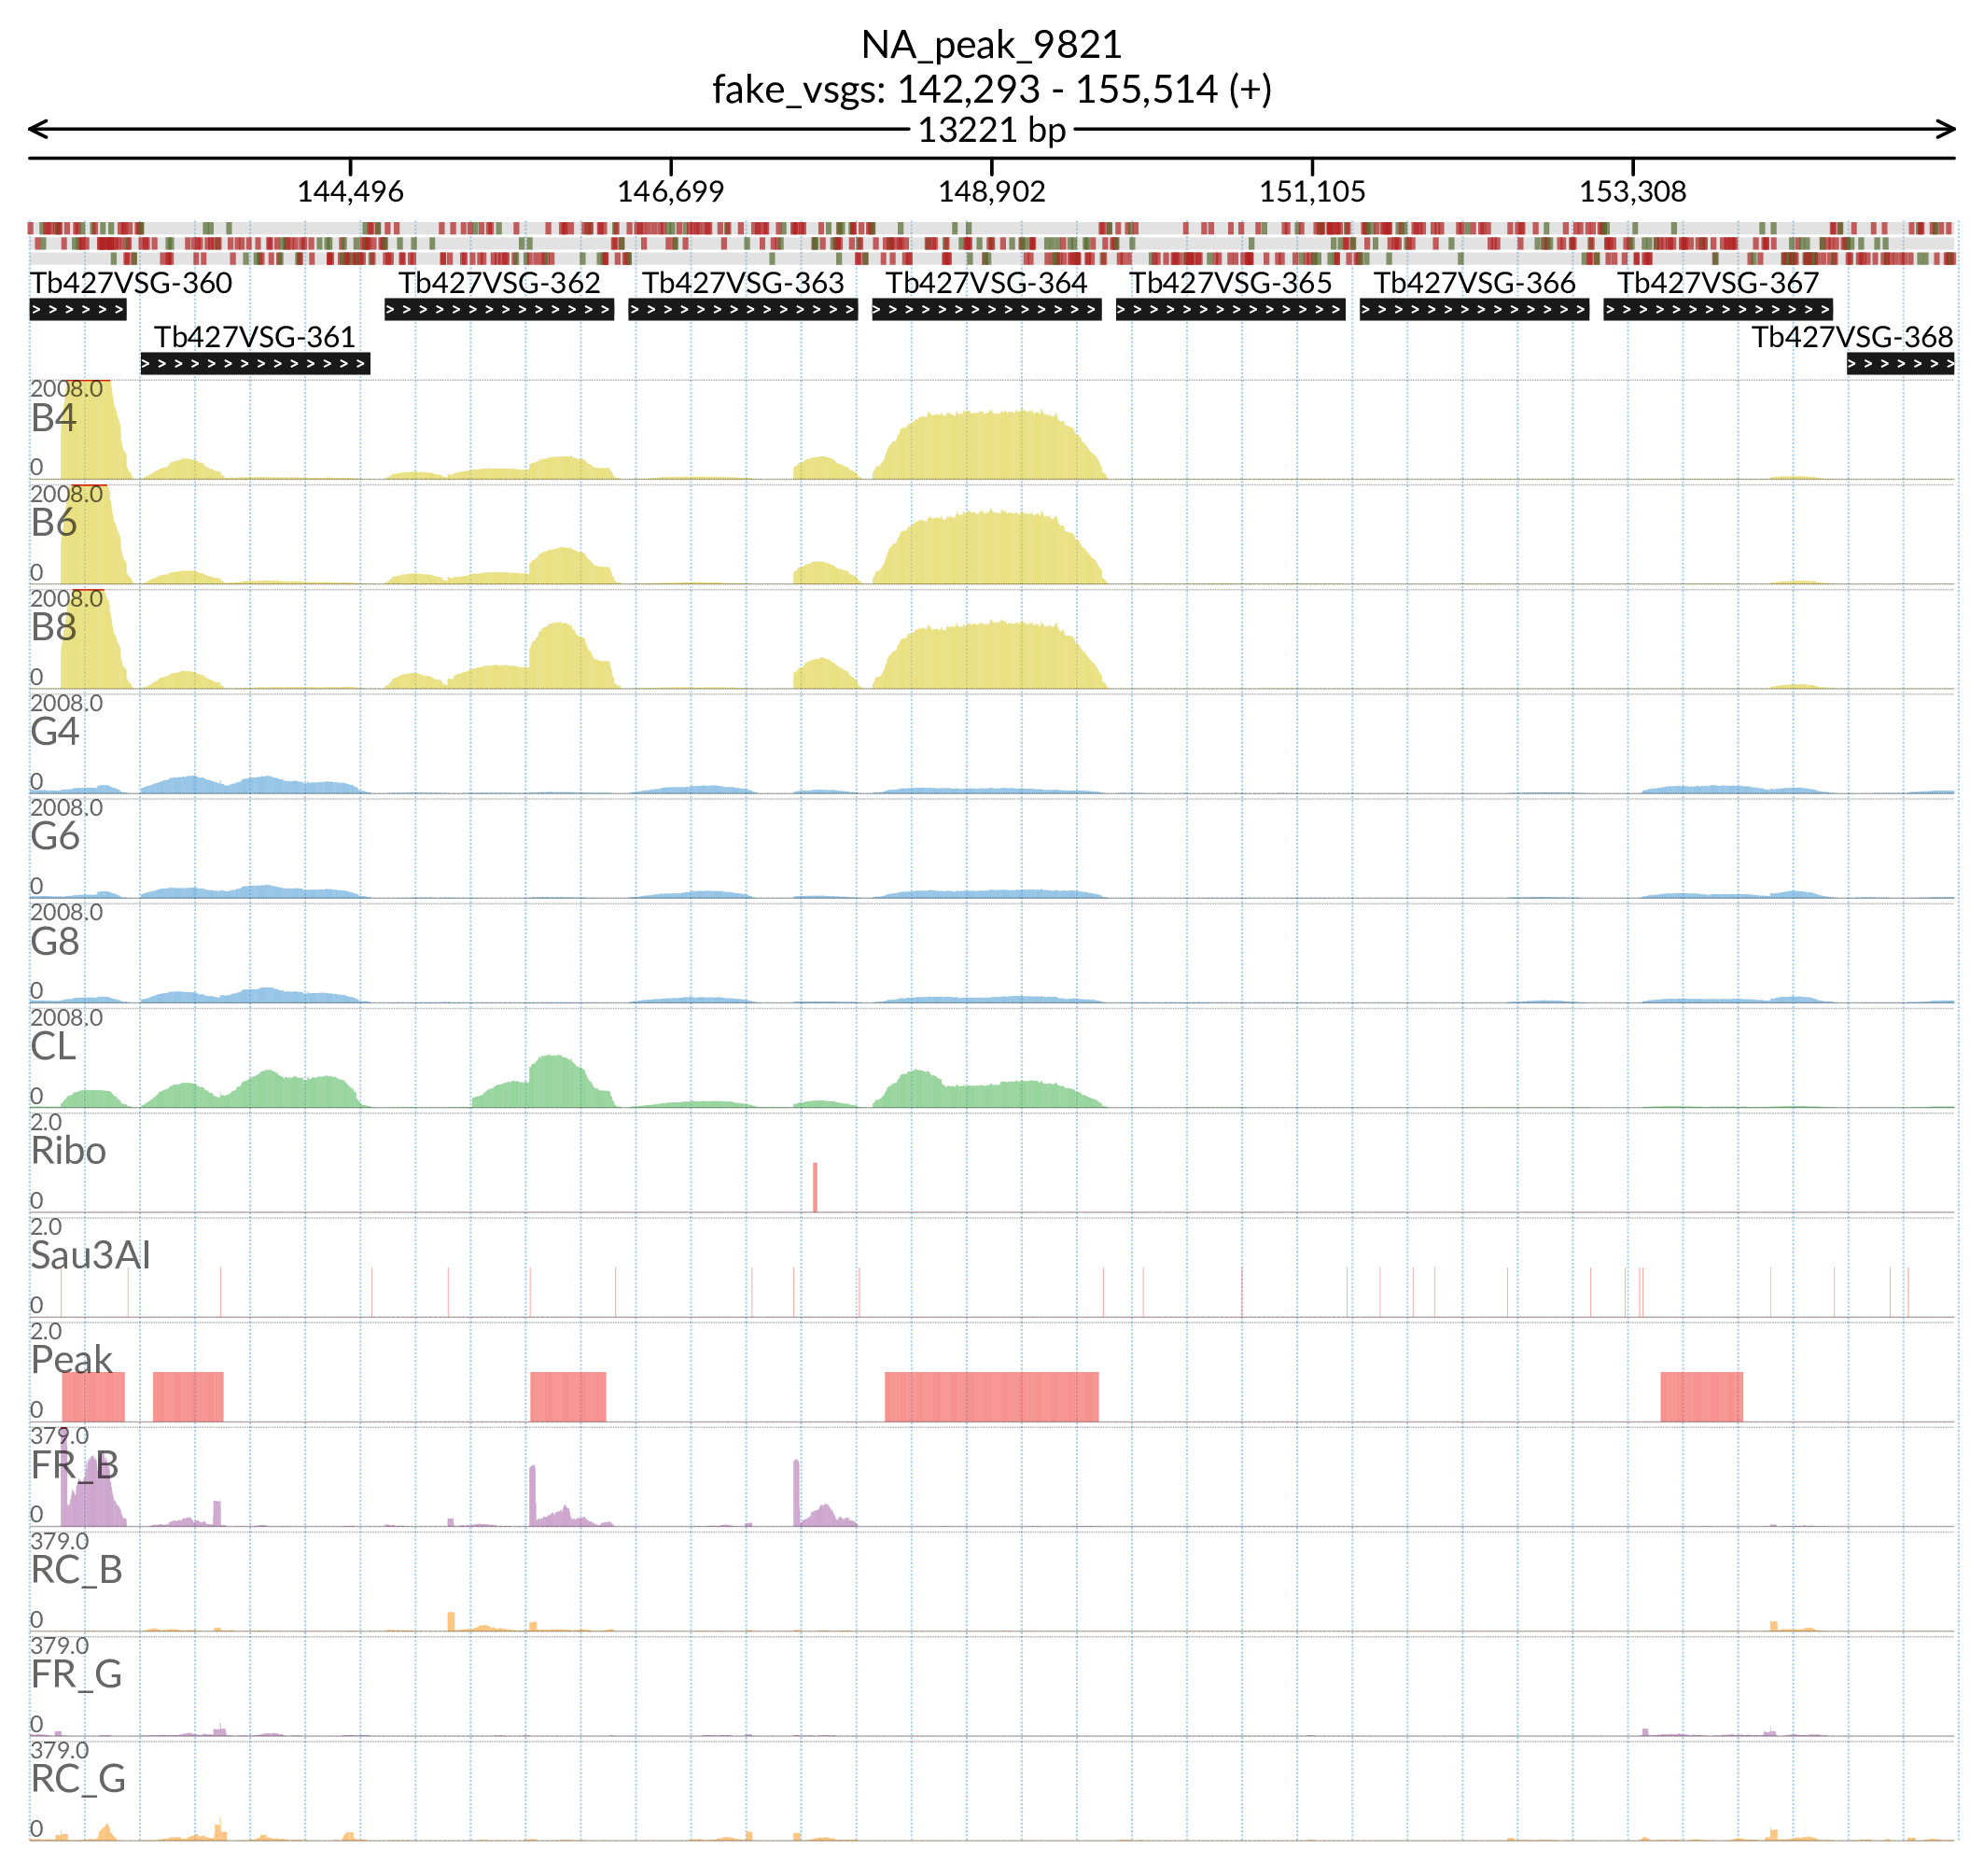 NA_peak_9821
fake_vsgs: 142,293 - 155,514 (+)
13221 bp
144,496 146,699 148,902 151,105 153,308
Tb427VSG-360 Tb427VSG-362 Tb427VSG-363 Tb427VSG-364 Tb427VSG-365 Tb427VSG-366 Tb427VSG-367
Tb427VSG-361 Tb427VSG-368
2008.0
B4
0
2008.0
B6
0
2008.0
B8
0
2008.0
G4
0
2008.0
G6
0
2008.0
G8
0
2008.0
CL
0
2.0
Ribo
0
2.0
Sau3AI
0
2.0
Peak
0
379.0
FR_B
0
379.0
RC_B
0
379.0
FR_G
0
379.0
RC_G
0